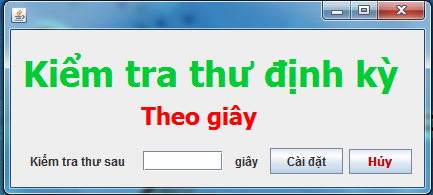 Kiểm tra thư định kỳ
Theo giây
Kiểm tra thư sau giây Cài đặt Hủy